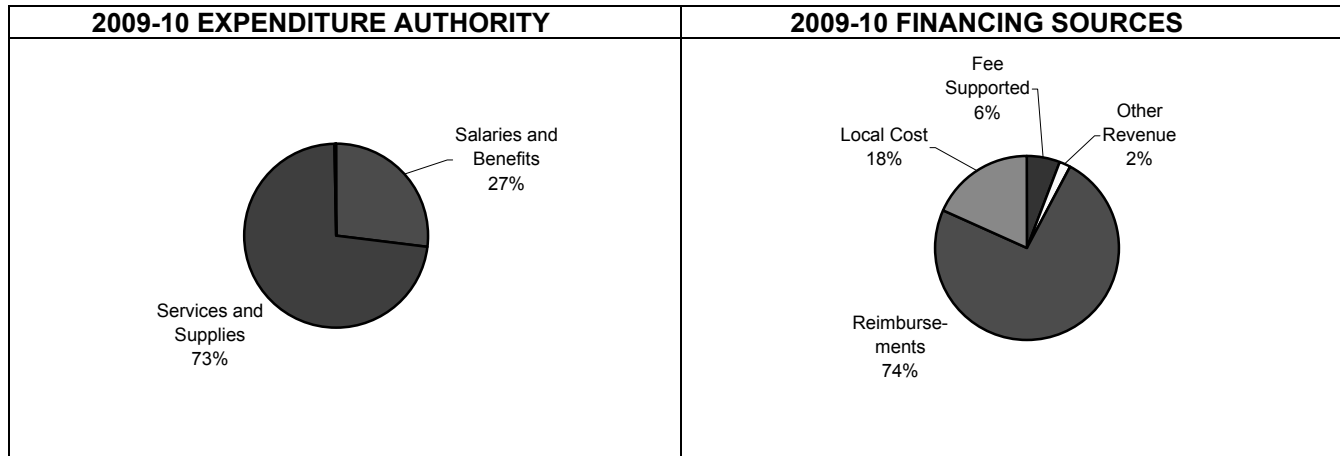 2009-10 EXPENDITURE AUTHORITY
Salaries and
Benefits
27%
Services and
Supplies
73%
2009-10 FINANCING SOURCES
Fee
Supported
6%
Other
Revenue
2%
Local Cost
18%
Reimburse-
ments
74%